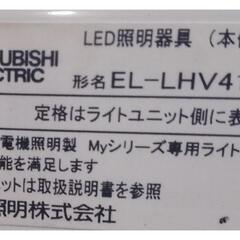 LED照明器具(本
TSUBISHI
CTRIC
形名 EL-LHV4
定格はライトユニット側に表
電機照明製 Myシリーズ専用ライト
能を満足します
ットは取扱説明書を参照
照明株式会社